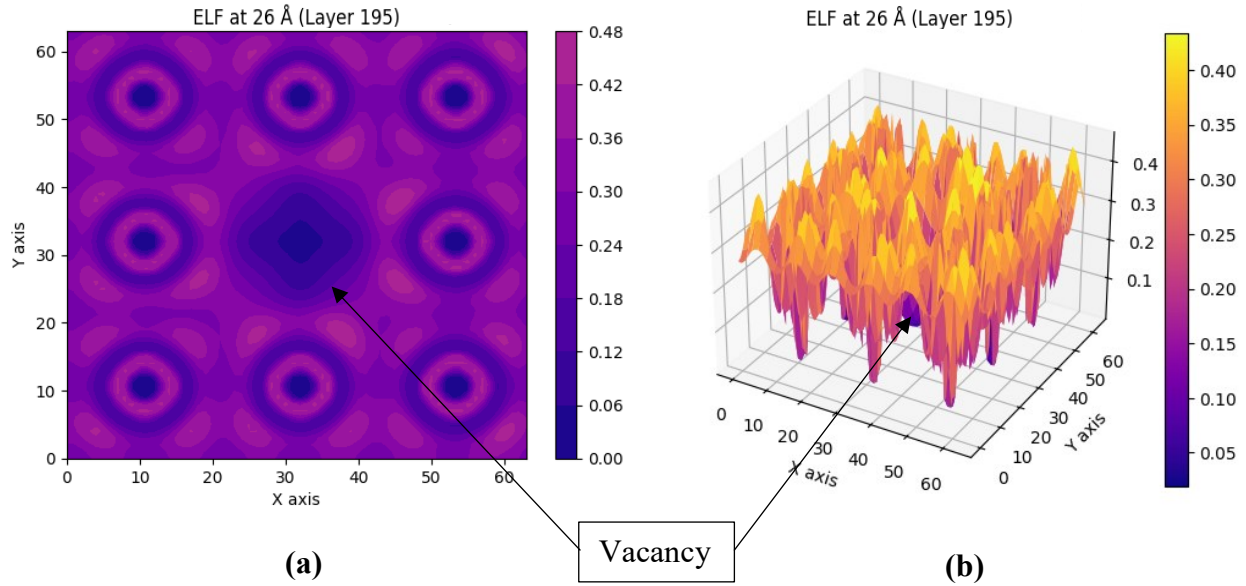 ELF at 26 Å (Layer 195)
60
50
40
30
20
10
0
Y axis
0 10 20 30 40 50 60
X axis
0.48
0.42
0.36
0.30
0.24
0.18
0.12
0.06
0.00
(a)
ELF at 26 Å (Layer 195)
0.4
0.3
0.2
0.1
0 10 20 30 40 50 60
X axis
0 10 20 30 40 50 60
Y axis
0.40
0.35
0.30
0.25
0.20
0.15
0.10
0.05
(b)
Vacancy